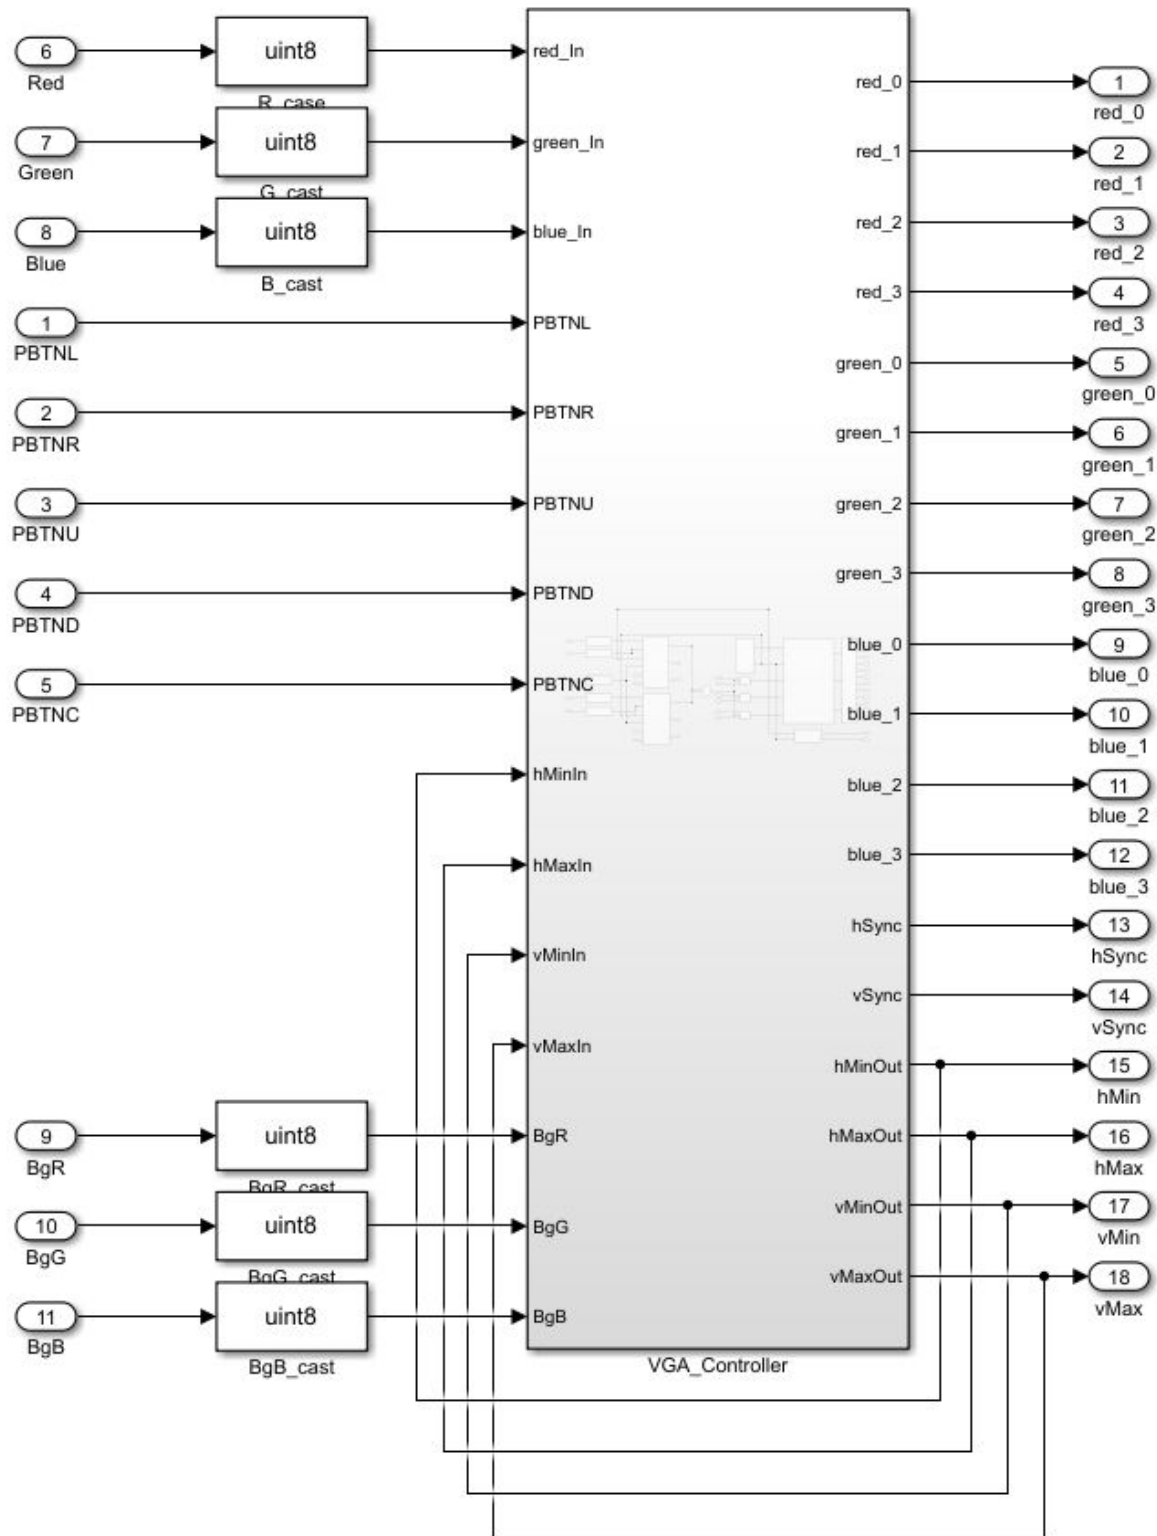 6
Red
uint8
R_case
red_In
7
Green
uint8
G_cast
green_In
8
Blue
uint8
B_cast
blue_In
1
PBTNL
PBTNL
2
PBTNR
PBTNR
3
PBTNU
PBTNU
4
PBTND
PBTND
5
PBTNC
PBTNC
hMinIn
hMaxIn
vMinIn
vMaxIn
9
BgR
uint8
BgR_cast
BgR
10
BgG
uint8
BgG_cast
BgG
11
BgB
uint8
BgB_cast
BgB
VGA_Controller
red_0
1
red_0
red_1
2
red_1
red_2
3
red_2
red_3
4
red_3
green_0
5
green_0
green_1
6
green_1
green_2
7
green_2
green_3
8
green_3
blue_0
9
blue_0
blue_1
10
blue_1
blue_2
11
blue_2
blue_3
12
blue_3
hSync
13
hSync
vSync
14
vSync
hMinOut
15
hMin
hMaxOut
16
hMax
vMinOut
17
vMin
vMaxOut
18
vMax